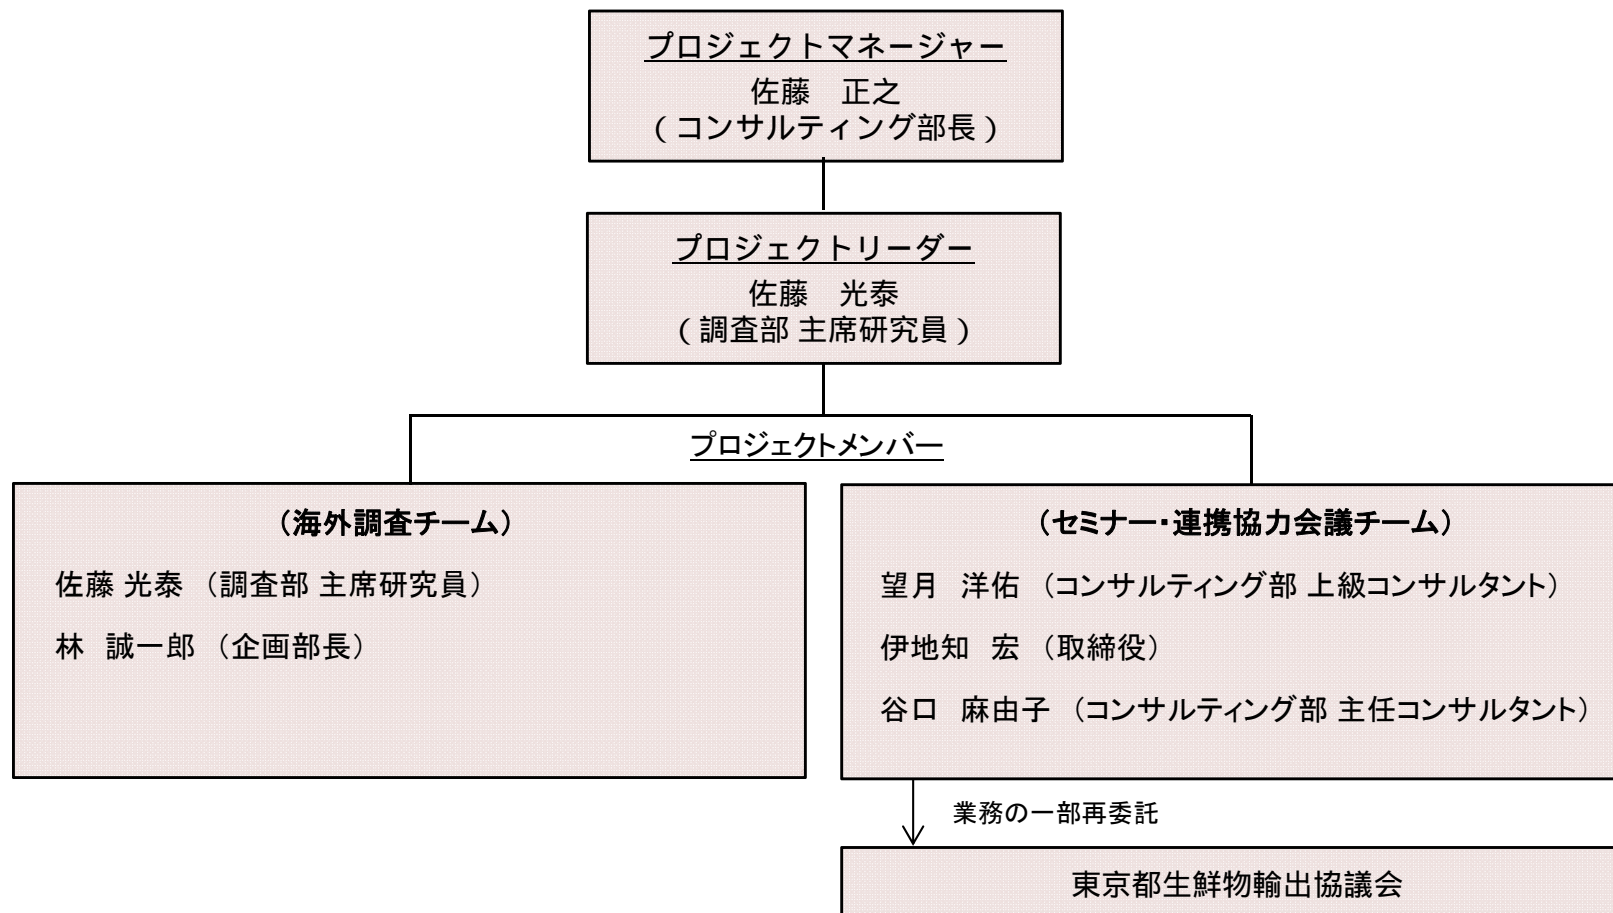 プロジェクトマネージャー
佐藤　正之
（コンサルティング部長）
プロジェクトリーダー
佐藤　光泰
（調査部 主席研究員）
プロジェクトメンバー
（海外調査チーム）
佐藤 光泰 （調査部 主席研究員）
林　誠一郎 （企画部長）
（セミナー・連携協力会議チーム）
望月　洋佑 （コンサルティング部 上級コンサルタント）
伊地知　宏 （取締役）
谷口　麻由子 （コンサルティング部 主任コンサルタント）
業務の一部再委託
東京都生鮮物輸出協議会